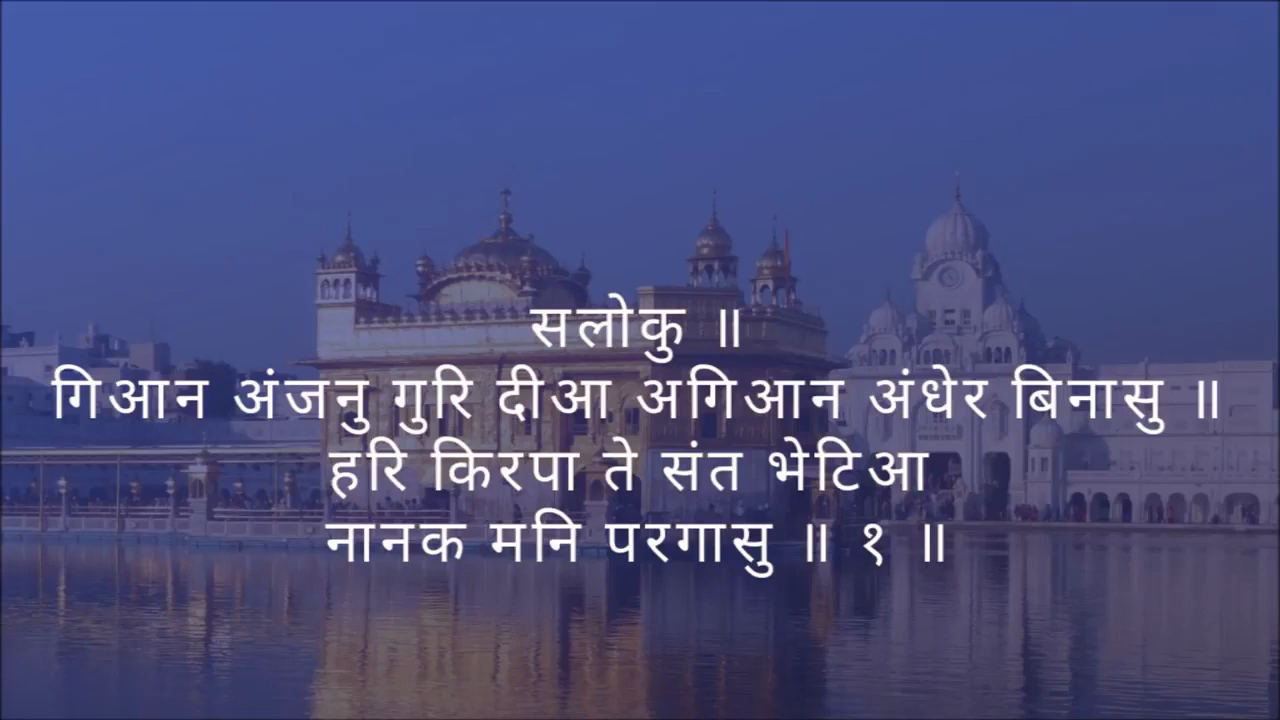 सलोकु ॥
गिआन अंजनु गुरि दीआ अगिआन अंधेर बिनासु ॥
हरि किरपा ते संत भेटिआ
नानक मनि परगासु ॥ १ ॥